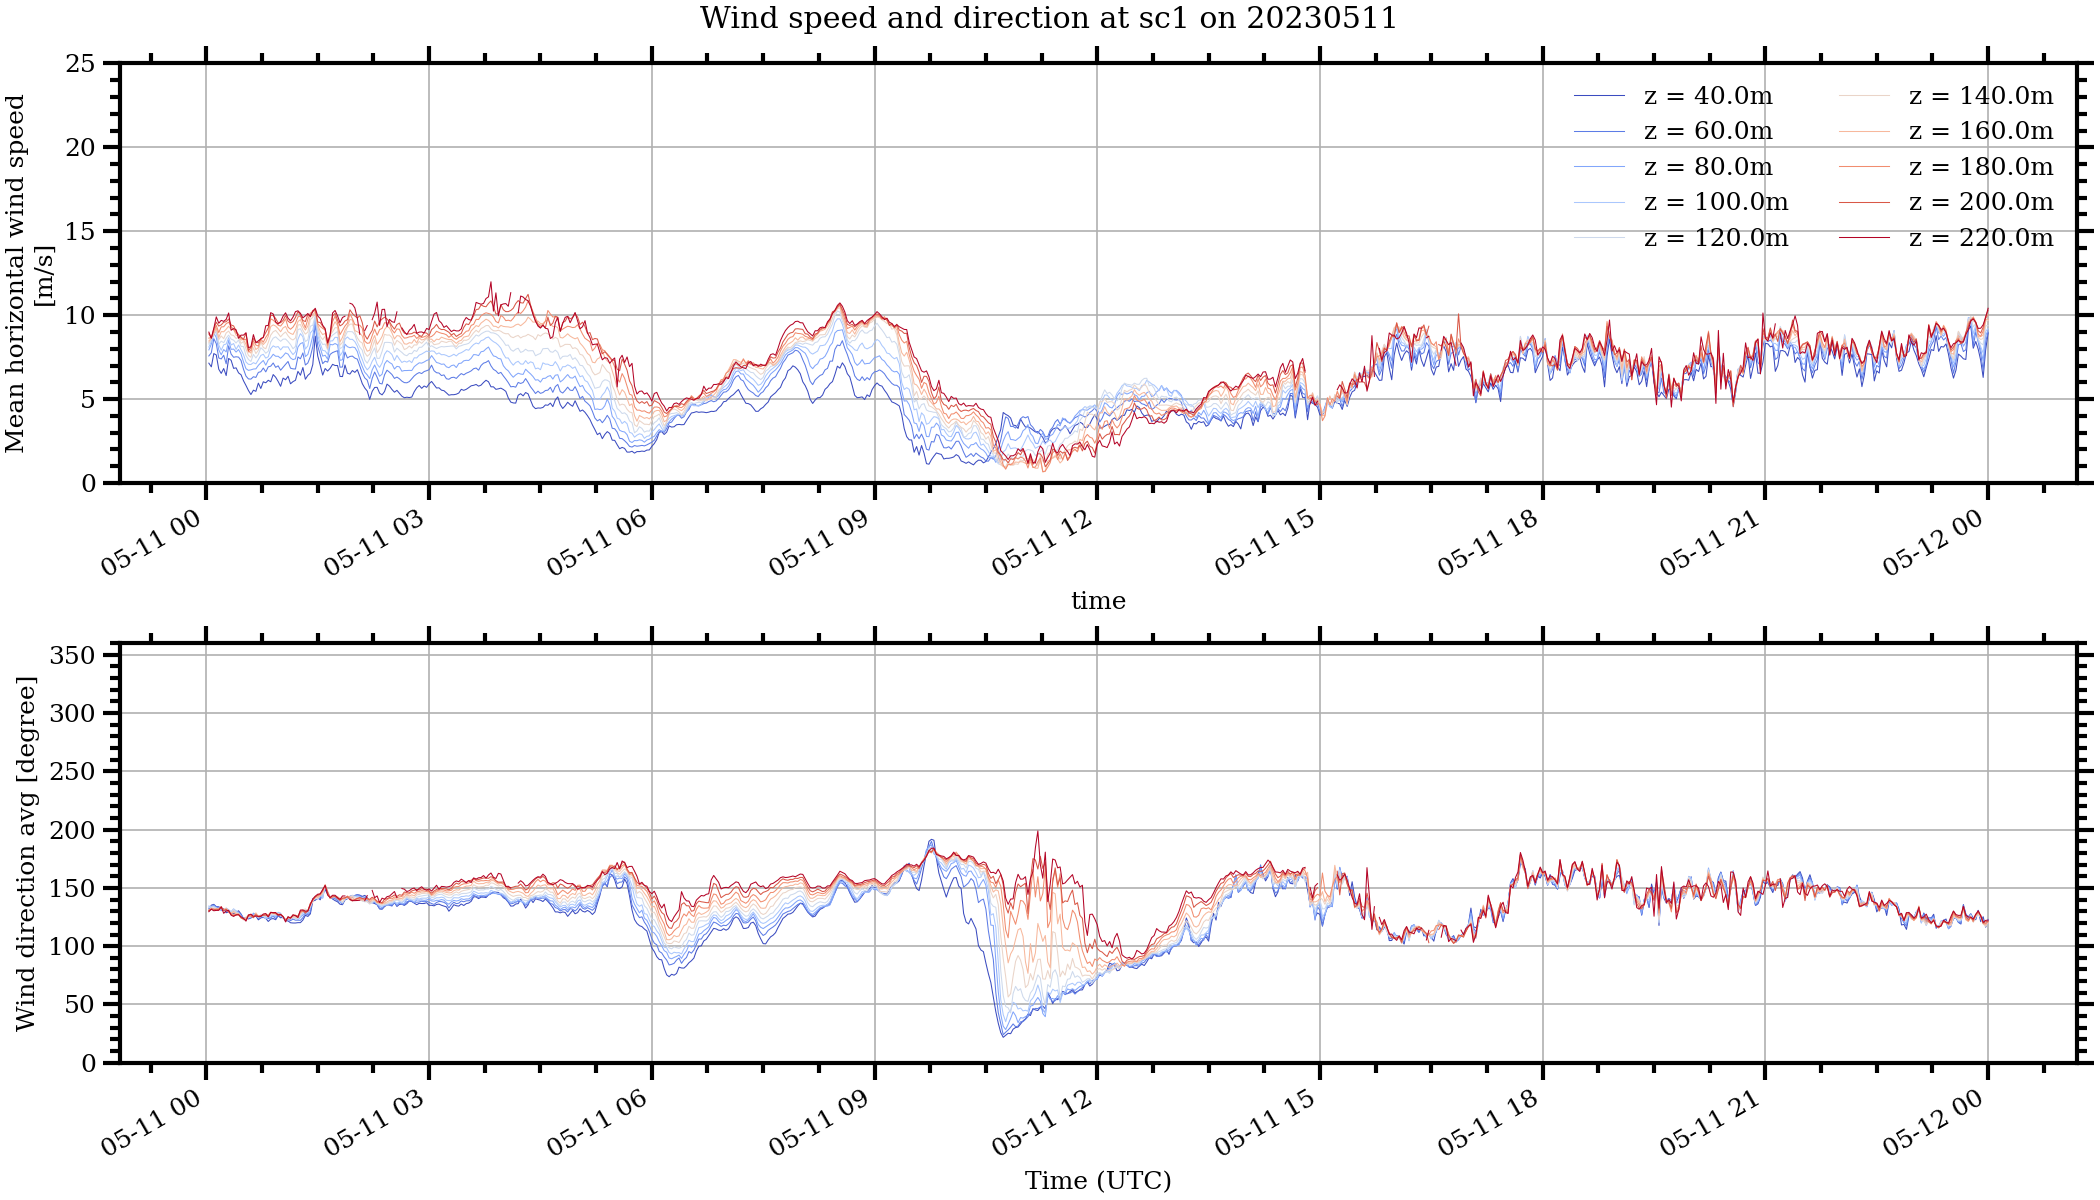 Wind speed and direction at sc1 on 20230511
Mean horizontal wind speed
[m/s]
25
20
15
10
5
0
z = 40.0m
z = 60.0m
z = 80.0m
z = 100.0m
z = 120.0m
z = 140.0m
z = 160.0m
z = 180.0m
z = 200.0m
z = 220.0m
05-11 00
05-11 03
05-11 06
05-11 09
05-11 12
05-11 15
05-11 18
05-11 21
05-12 00
time
Wind direction avg [degree]
350
300
250
200
150
100
50
0
05-11 00
05-11 03
05-11 06
05-11 09
05-11 12
05-11 15
05-11 18
05-11 21
05-12 00
Time (UTC)